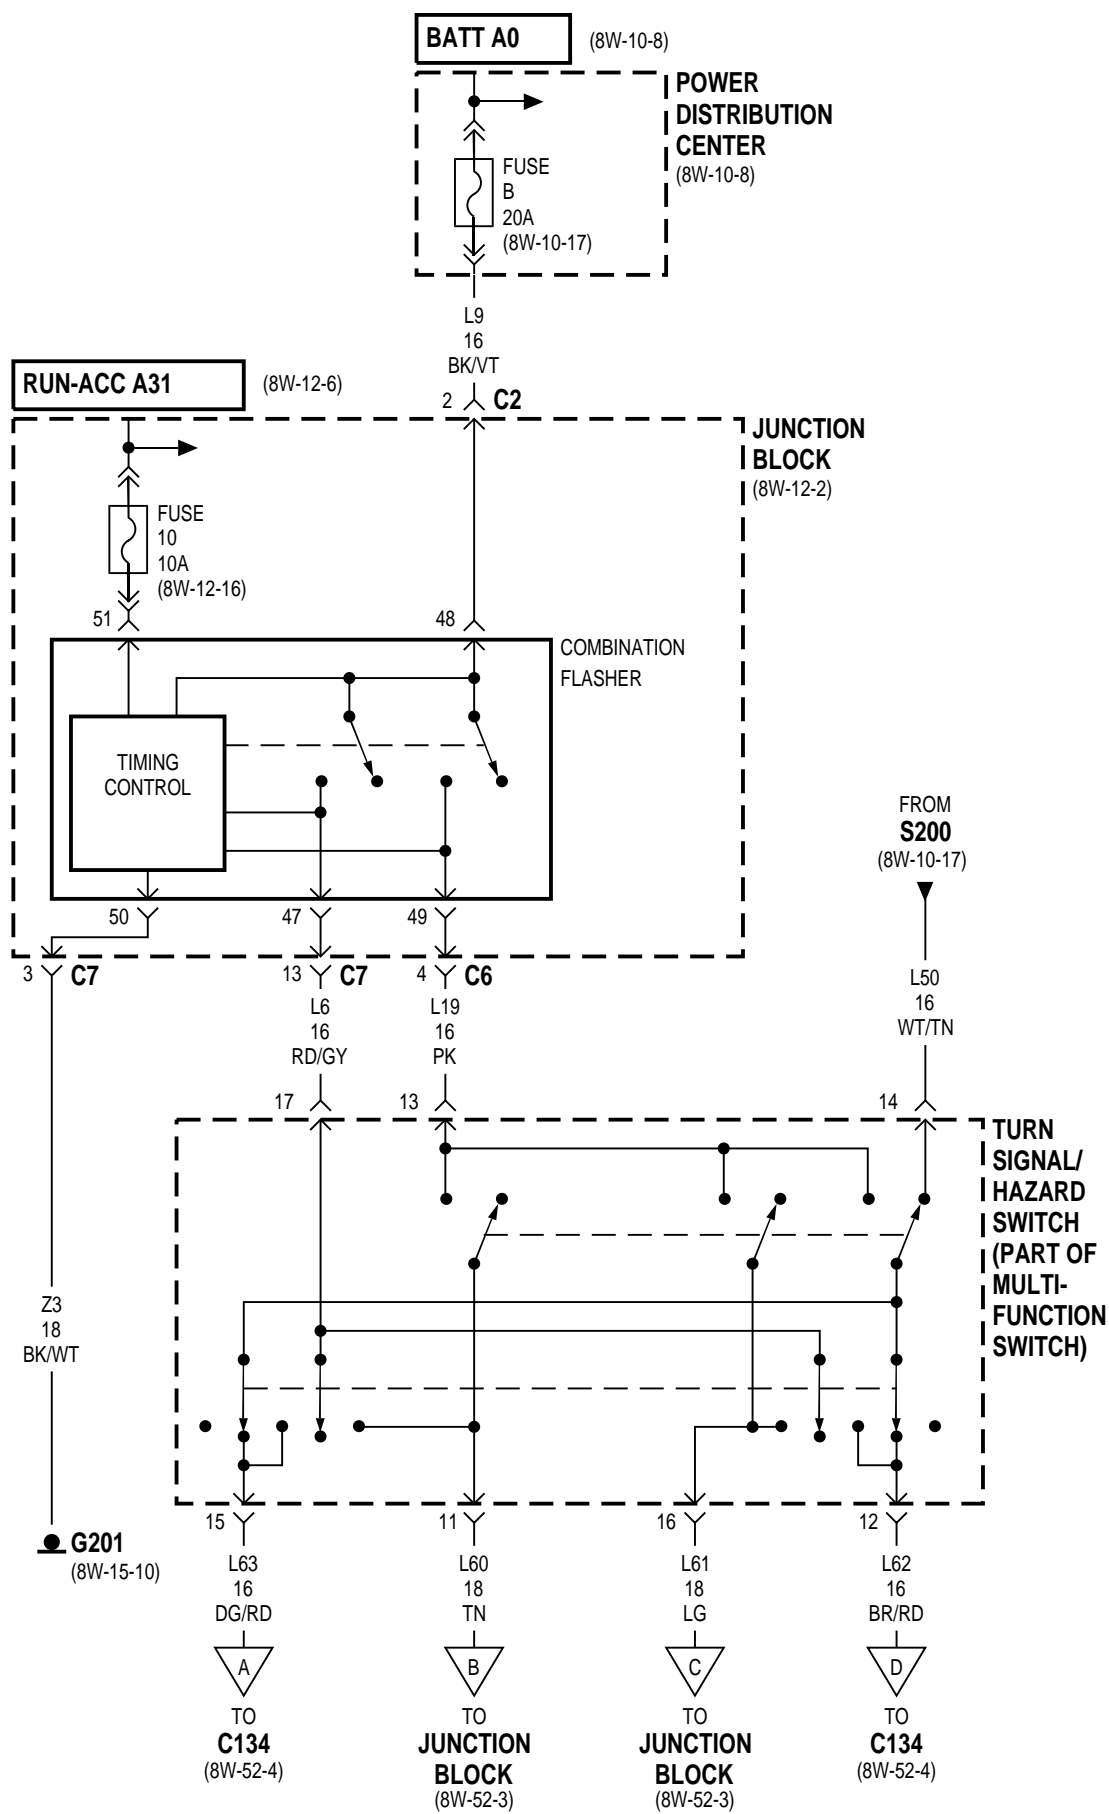 BATT A0
(8W-10-8)
POWER
DISTRIBUTION
CENTER
(8W-10-8)
FUSE
B
20A
(8W-10-17)
L9
16
BK/VT
2
C2
RUN-ACC A31
(8W-12-6)
JUNCTION
BLOCK
(8W-12-2)
FUSE
10
10A
(8W-12-16)
51
48
COMBINATION
FLASHER
TIMING
CONTROL
FROM
S200
(8W-10-17)
50
47
49
3
C7
13
C7
4
C6
L6
16
RD/GY
L19
16
PK
L50
16
WT/TN
17
13
14
TURN
SIGNAL/
HAZARD
SWITCH
(PART OF
MULTI-
FUNCTION
SWITCH)
Z3
18
BK/WT
G201
(8W-15-10)
15
11
16
12
L63
16
DG/RD
L60
18
TN
L61
18
LG
L62
16
BR/RD
A
B
C
D
TO
C134
(8W-52-4)
TO
JUNCTION
BLOCK
(8W-52-3)
TO
JUNCTION
BLOCK
(8W-52-3)
TO
C134
(8W-52-4)